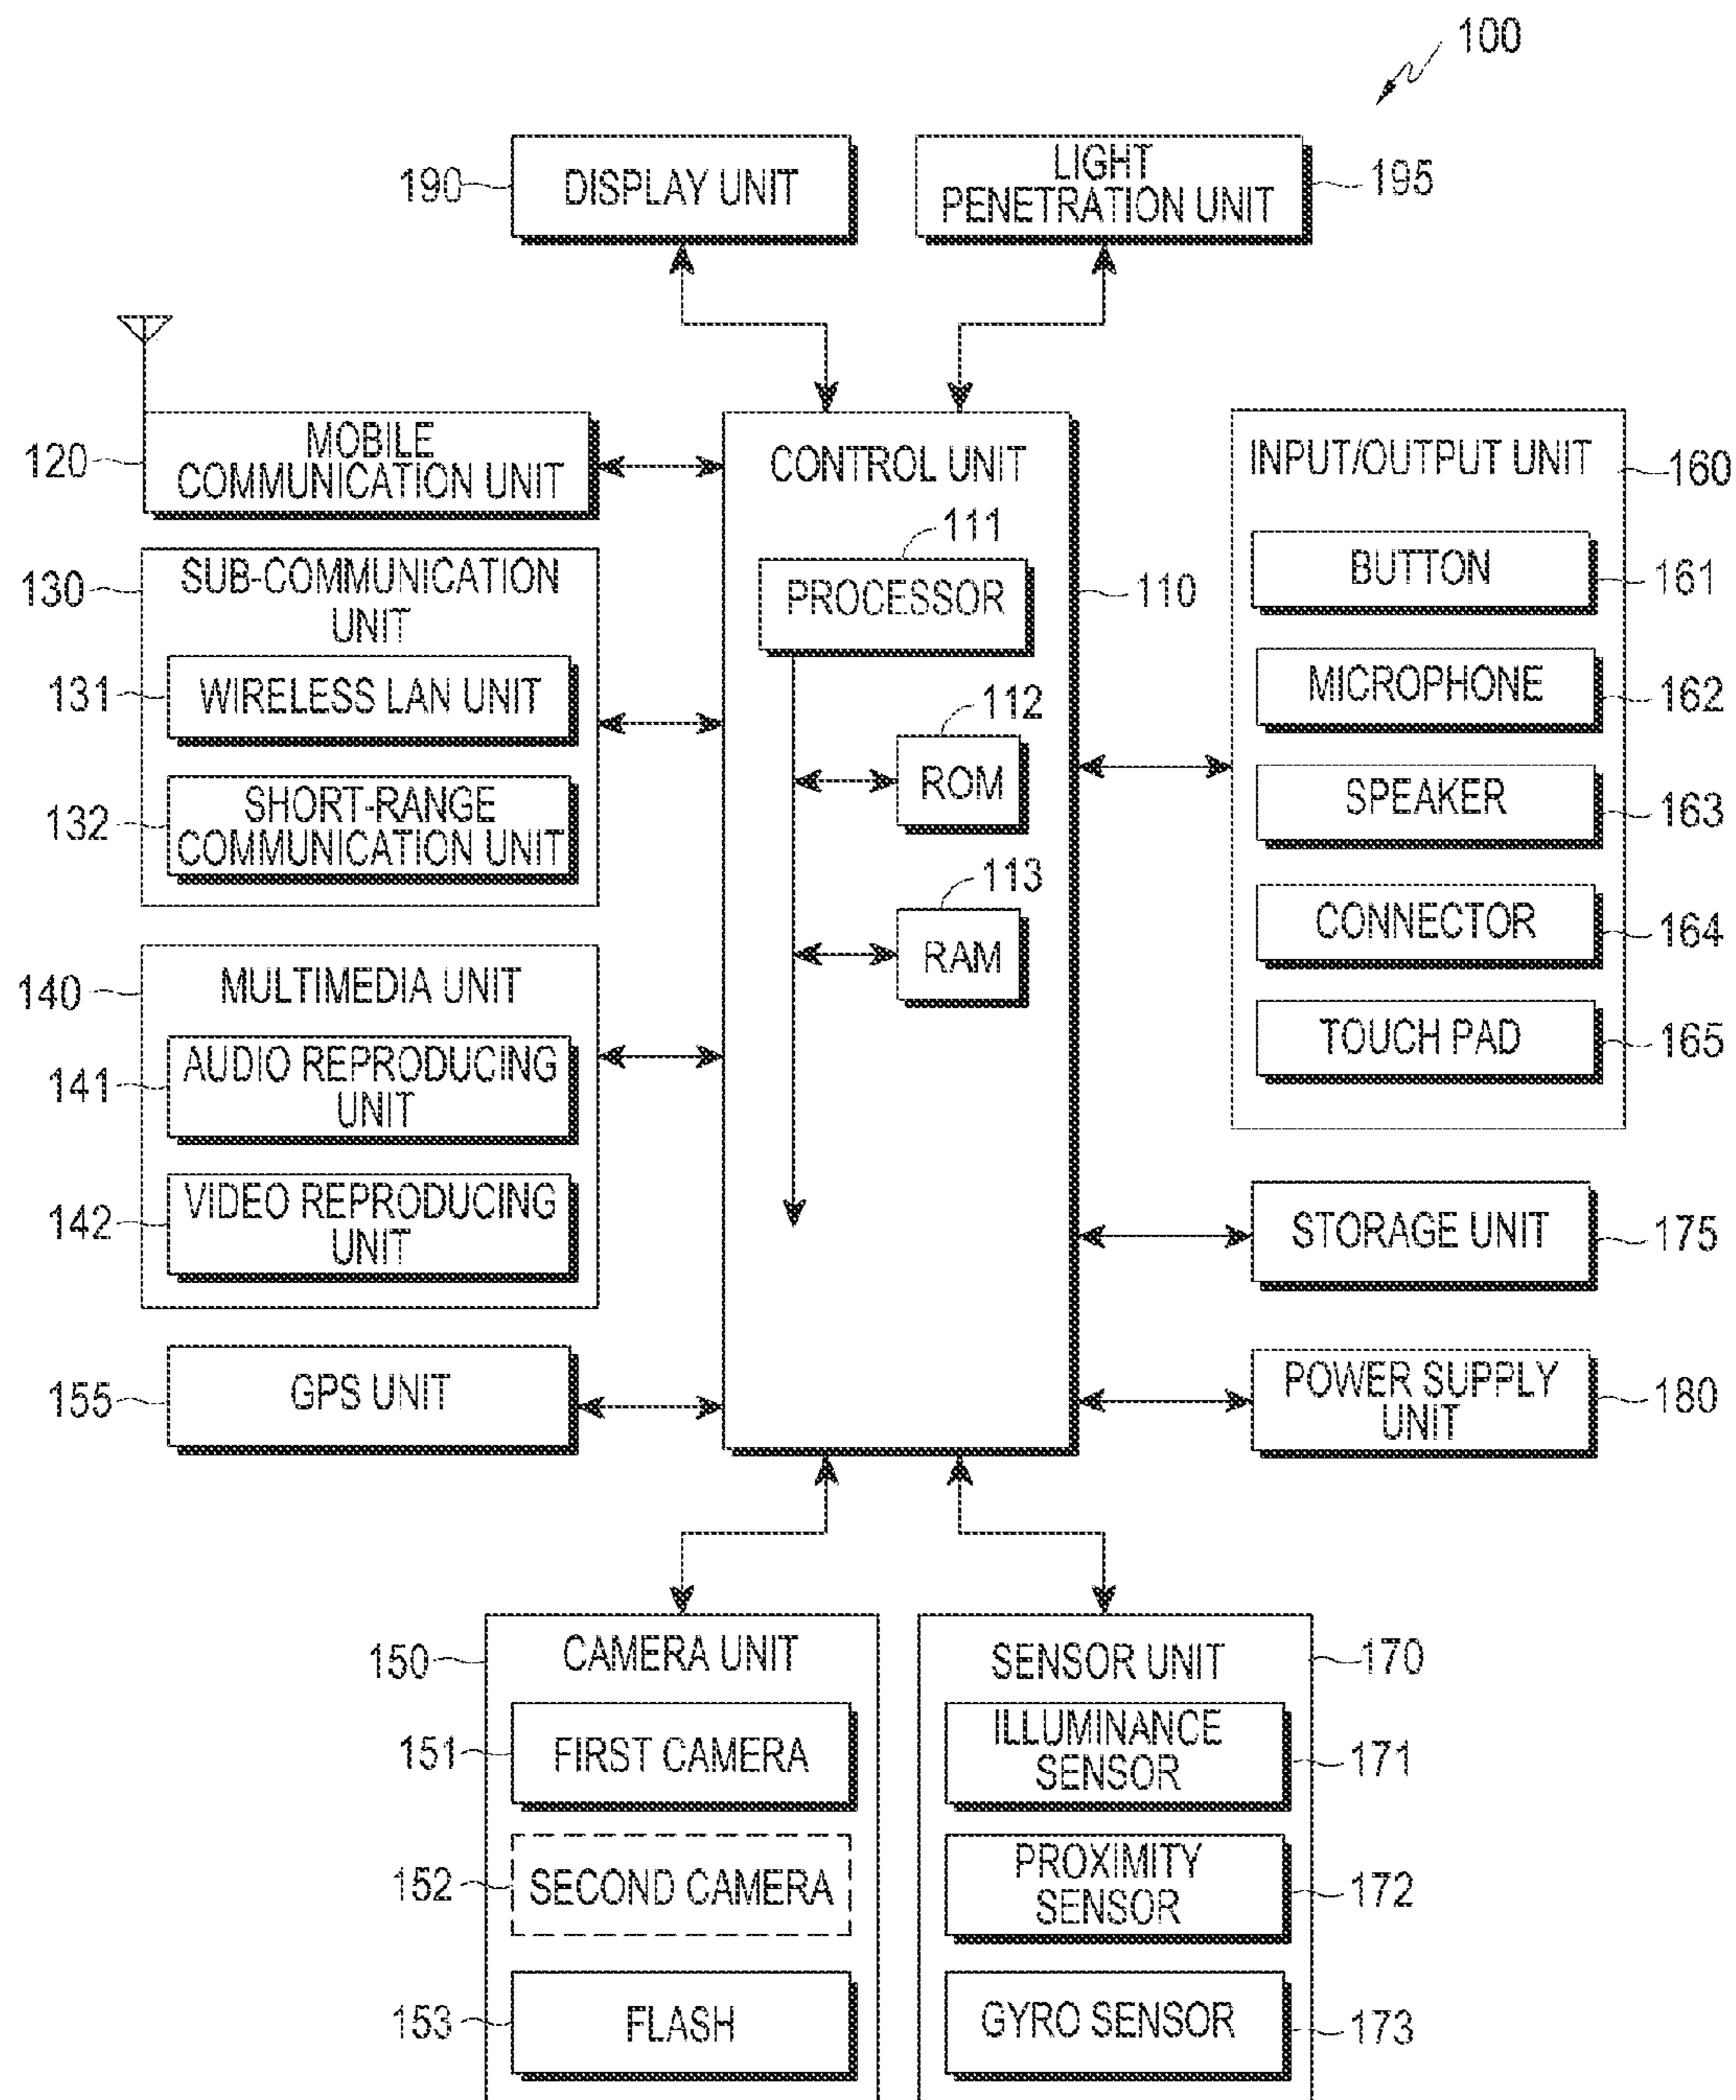 100
190
DISPLAY UNIT
LIGHT
PENETRATION UNIT
195
120
MOBILE
COMMUNICATION UNIT
130
SUB-COMMUNICATION
UNIT
131
WIRELESS LAN UNIT
132
SHORT-RANGE
COMMUNICATION UNIT
140
MULTIMEDIA UNIT
141
AUDIO REPRODUCING
UNIT
142
VIDEO REPRODUCING
UNIT
155
GPS UNIT
CONTROL UNIT
110
111
PROCESSOR
112
ROM
113
RAM
INPUT/OUTPUT UNIT
160
BUTTON
161
MICROPHONE
162
SPEAKER
163
CONNECTOR
164
TOUCH PAD
165
STORAGE UNIT
175
POWER SUPPLY
UNIT
180
150
CAMERA UNIT
151
FIRST CAMERA
152
SECOND CAMERA
153
FLASH
SENSOR UNIT
170
ILLUMINANCE
SENSOR
171
PROXIMITY
SENSOR
172
GYRO SENSOR
173